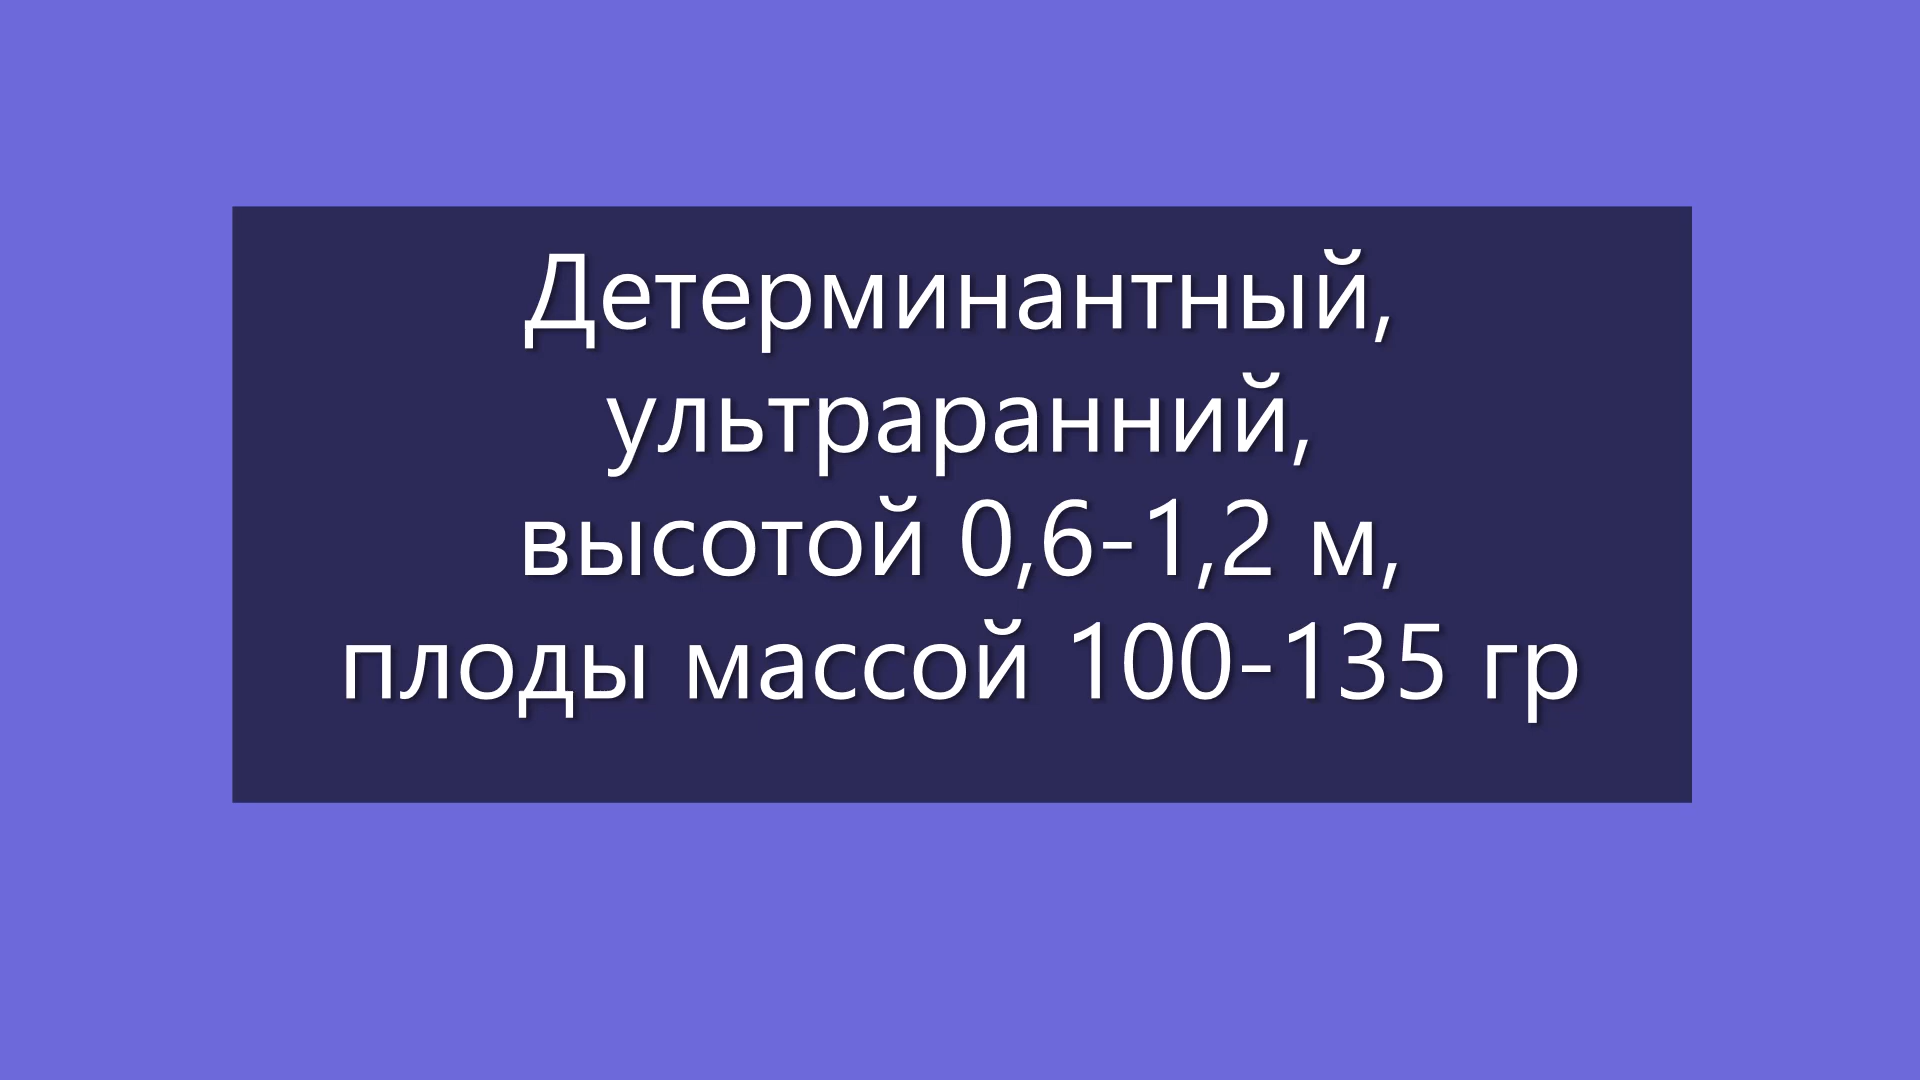 Детерминантный,
ультраранний,
высотой 0,6-1,2 м,
плоды массой 100-135 гр